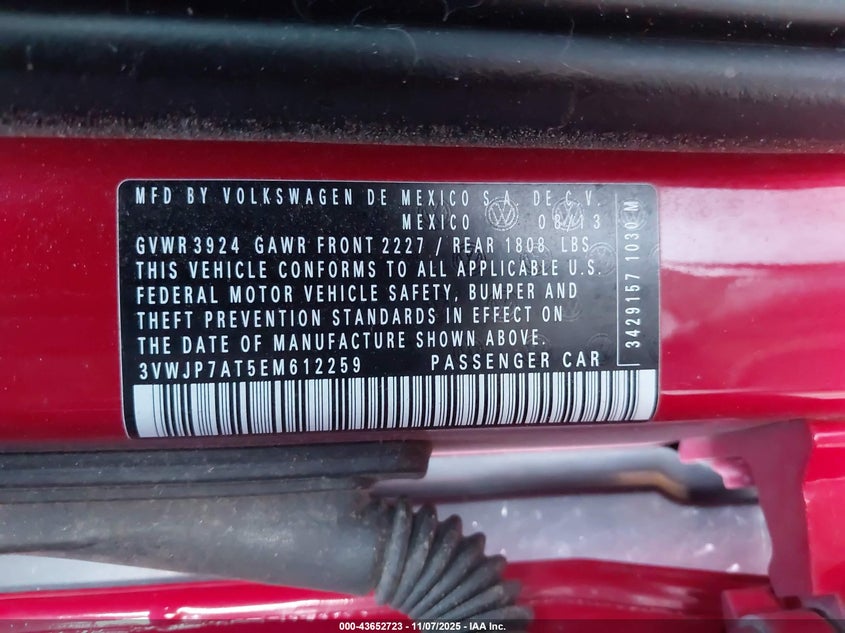 MFD BY VOLKSWAGEN DE MEXICO S.A. DE C.V.
MEXICO 08/13
GVWR 3924 GAWR FRONT 2227 / REAR 1808 LBS
THIS VEHICLE CONFORMS TO ALL APPLICABLE U.S.
FEDERAL MOTOR VEHICLE SAFETY, BUMPER AND
THEFT PREVENTION STANDARDS IN EFFECT ON
THE DATE OF MANUFACTURE SHOWN ABOVE.
3VWJP7AT5EM612259 PASSENGER CAR
3429157 1030 M
000-43652723 - 11/07/2025 - IAA Inc.